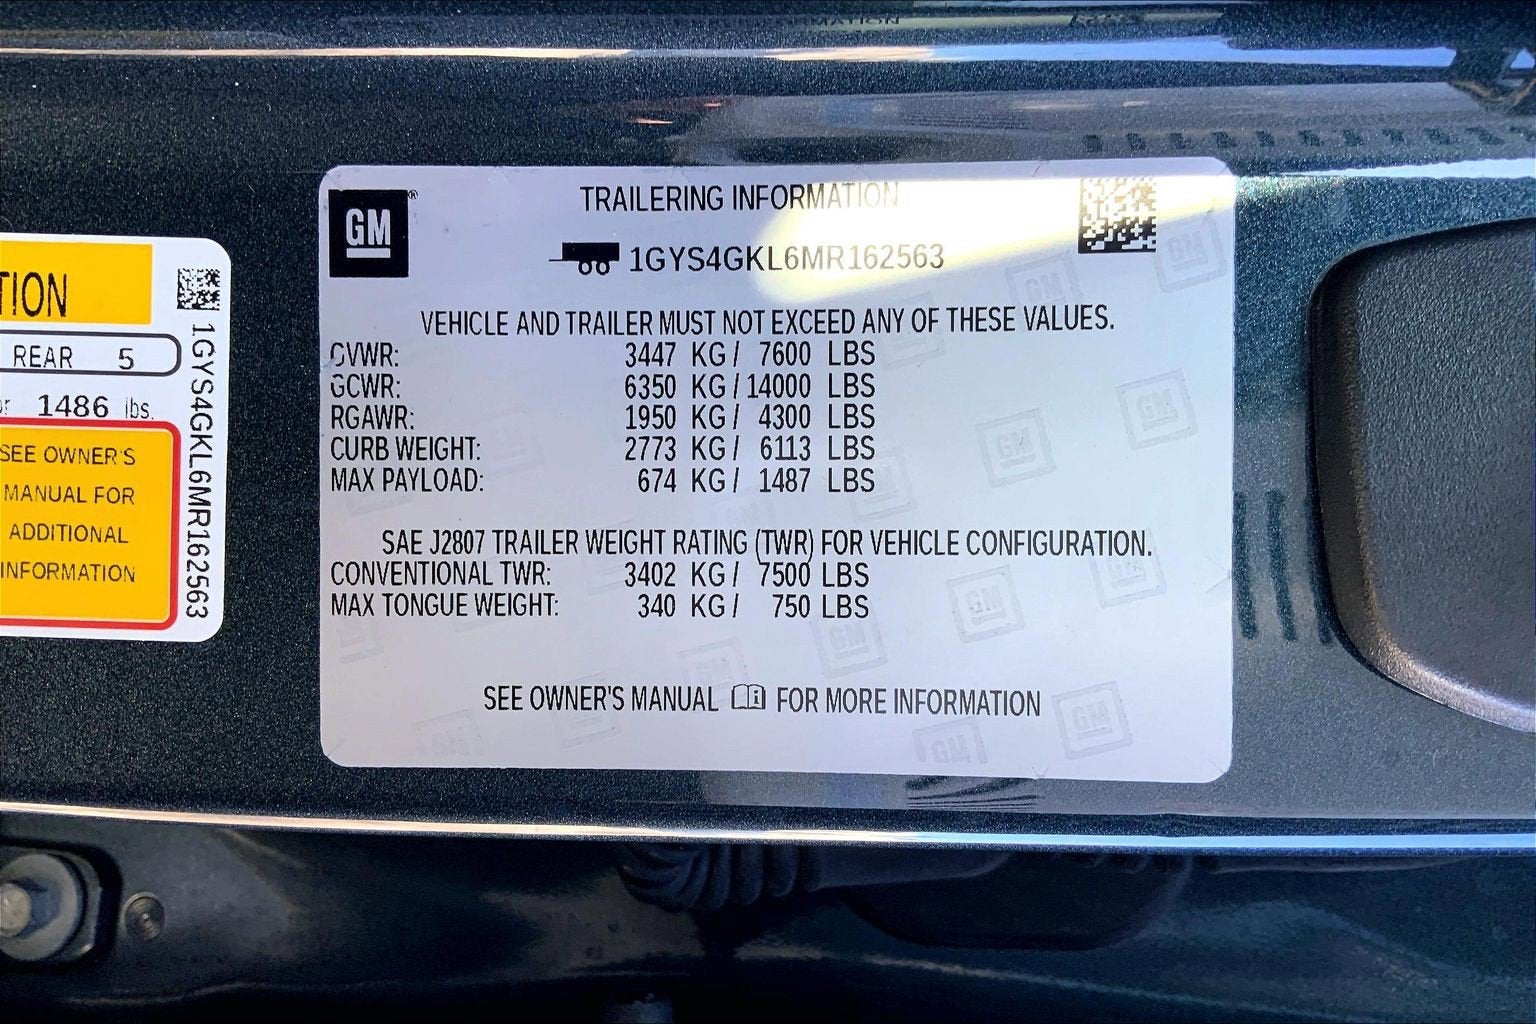 TION
REAR 5
1486 lbs.
SEE OWNER'S
MANUAL FOR
ADDITIONAL
INFORMATION
1GYS4GKL6MR162563
GM®
TRAILERING INFORMATION
1GYS4GKL6MR162563
VEHICLE AND TRAILER MUST NOT EXCEED ANY OF THESE VALUES.
GVWR: 3447 KG / 7600 LBS
GCWR: 6350 KG / 14000 LBS
RGAWR: 1950 KG / 4300 LBS
CURB WEIGHT: 2773 KG / 6113 LBS
MAX PAYLOAD: 674 KG / 1487 LBS
SAE J2807 TRAILER WEIGHT RATING (TWR) FOR VEHICLE CONFIGURATION.
CONVENTIONAL TWR: 3402 KG / 7500 LBS
MAX TONGUE WEIGHT: 340 KG / 750 LBS
SEE OWNER'S MANUAL FOR MORE INFORMATION